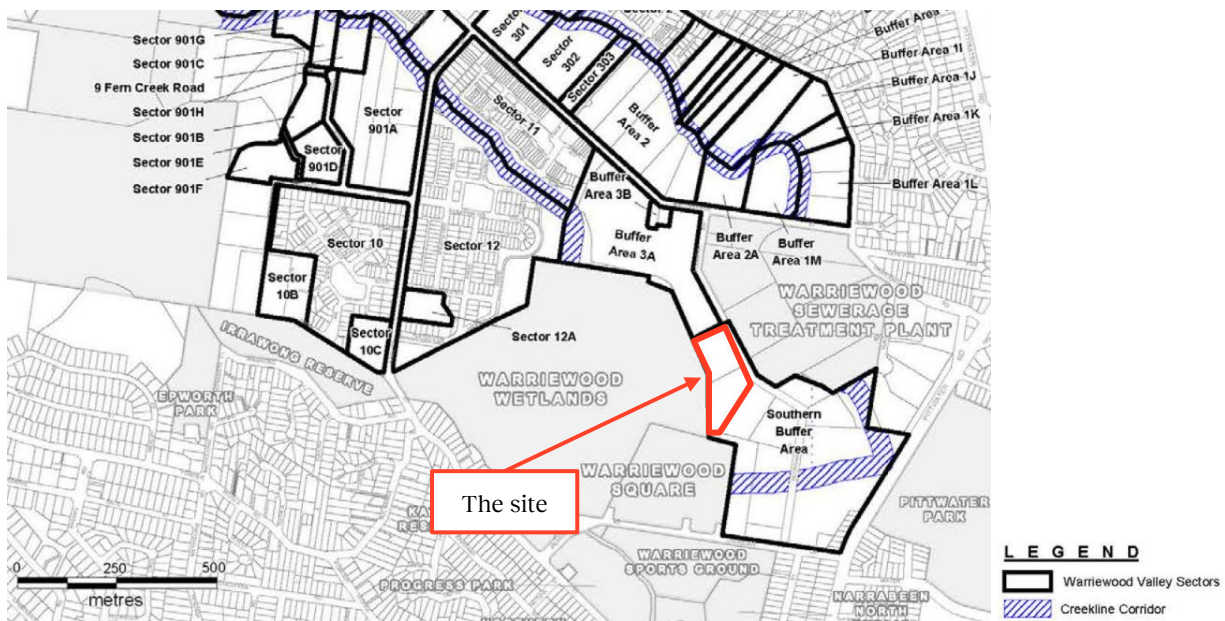 Sector 901G
Sector 901C
9 Fern Creek Road
Sector 901H
Sector 901B
Sector 901E
Sector 901F
Sector
901A
Sector
901D
Sector
301
Sector
302
Sector 303
Sector 11
Buffer
Area 2
Buffer Area 1I
Buffer Area 1J
Buffer Area 1K
Buffer Area 1L
Buffer
Area 3B
Buffer
Area 3A
Buffer
Area 2A
Buffer
Area 1M
Sector 10
Sector 12
Sector
10B
Sector
10C
Sector 12A
WARRIEWOOD
SEWERAGE
TREATMENT PLANT
IRRAWONG RESERVE
EPWORTH
PARK
WARRIEWOOD
WETLANDS
Southern
Buffer
Area
WARRIEWOOD
SQUARE
The site
PITTWATER
PARK
PITTWATER RD
WARRIEWOOD
SPORTS GROUND
PROGRESS PARK
NARRABEEN
NORTH
0 250 500
metres
LEGEND
Warriewood Valley Sectors
Creekline Corridor